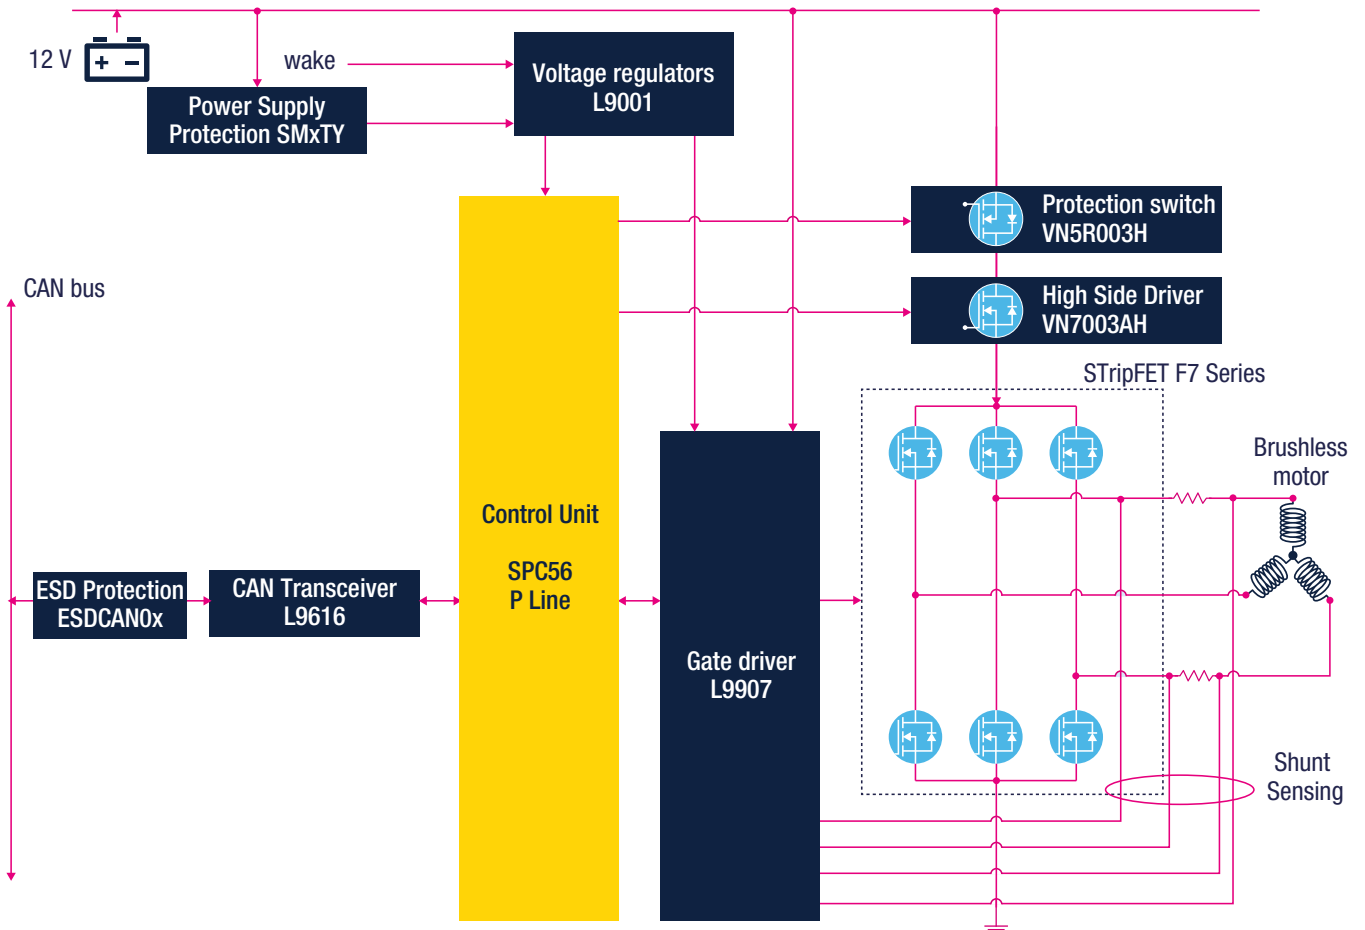 12 V
+ −
wake
Voltage regulators
L9001
Power Supply
Protection SMxTY
Protection switch
VN5R003H
CAN bus
High Side Driver
VN7003AH
STripFET F7 Series
Brushless
motor
Control Unit
SPC56
P Line
ESD Protection
ESDCAN0x
CAN Transceiver
L9616
Gate driver
L9907
Shunt
Sensing